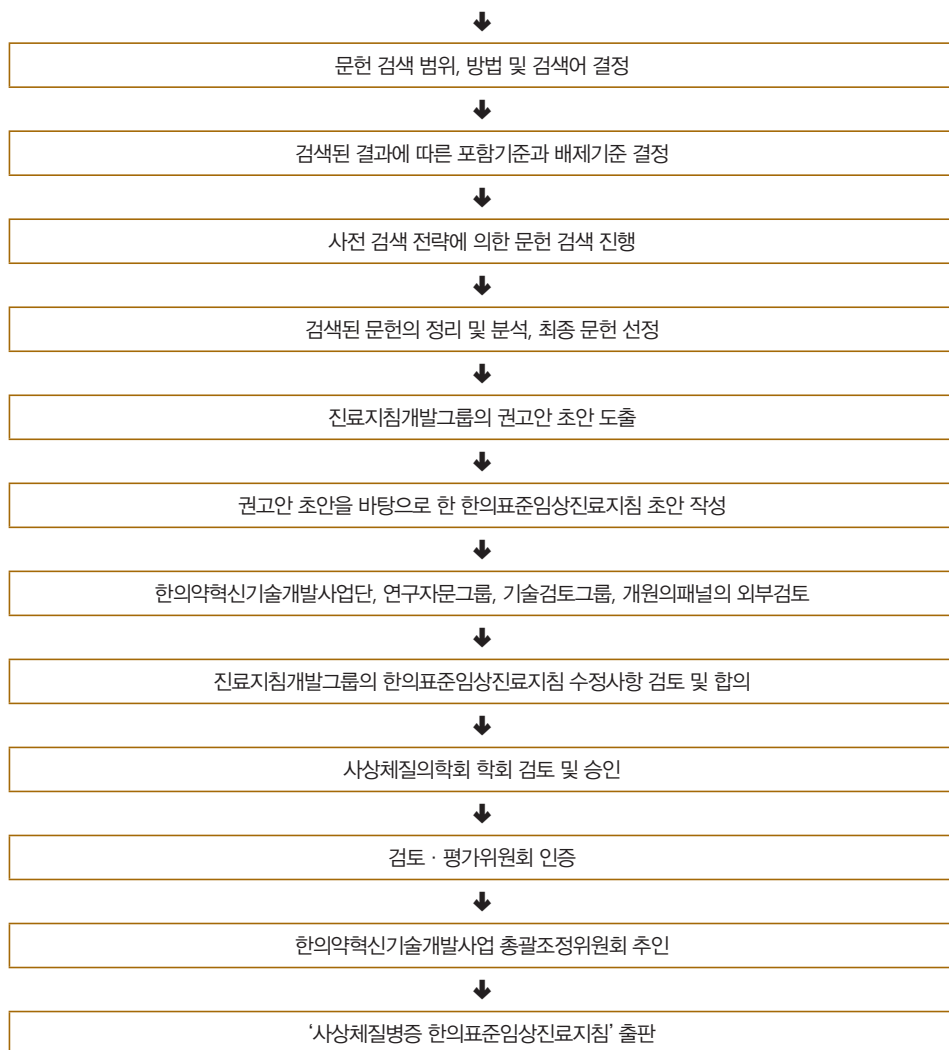 문헌 검색 범위, 방법 및 검색어 결정
검색된 결과에 따른 포함기준과 배제기준 결정
사전 검색 전략에 의한 문헌 검색 진행
검색된 문헌의 정리 및 분석, 최종 문헌 선정
진료지침개발그룹의 권고안 초안 도출
권고안 초안을 바탕으로 한 한의표준임상진료지침 초안 작성
한의약혁신기술개발사업단, 연구자문그룹, 기술검토그룹, 개원의패널의 외부검토
진료지침개발그룹의 한의표준임상진료지침 수정사항 검토 및 합의
사상체질의학회 학회 검토 및 승인
검토 · 평가위원회 인증
한의약혁신기술개발사업 총괄조정위원회 추인
‘사상체질병증 한의표준임상진료지침’ 출판